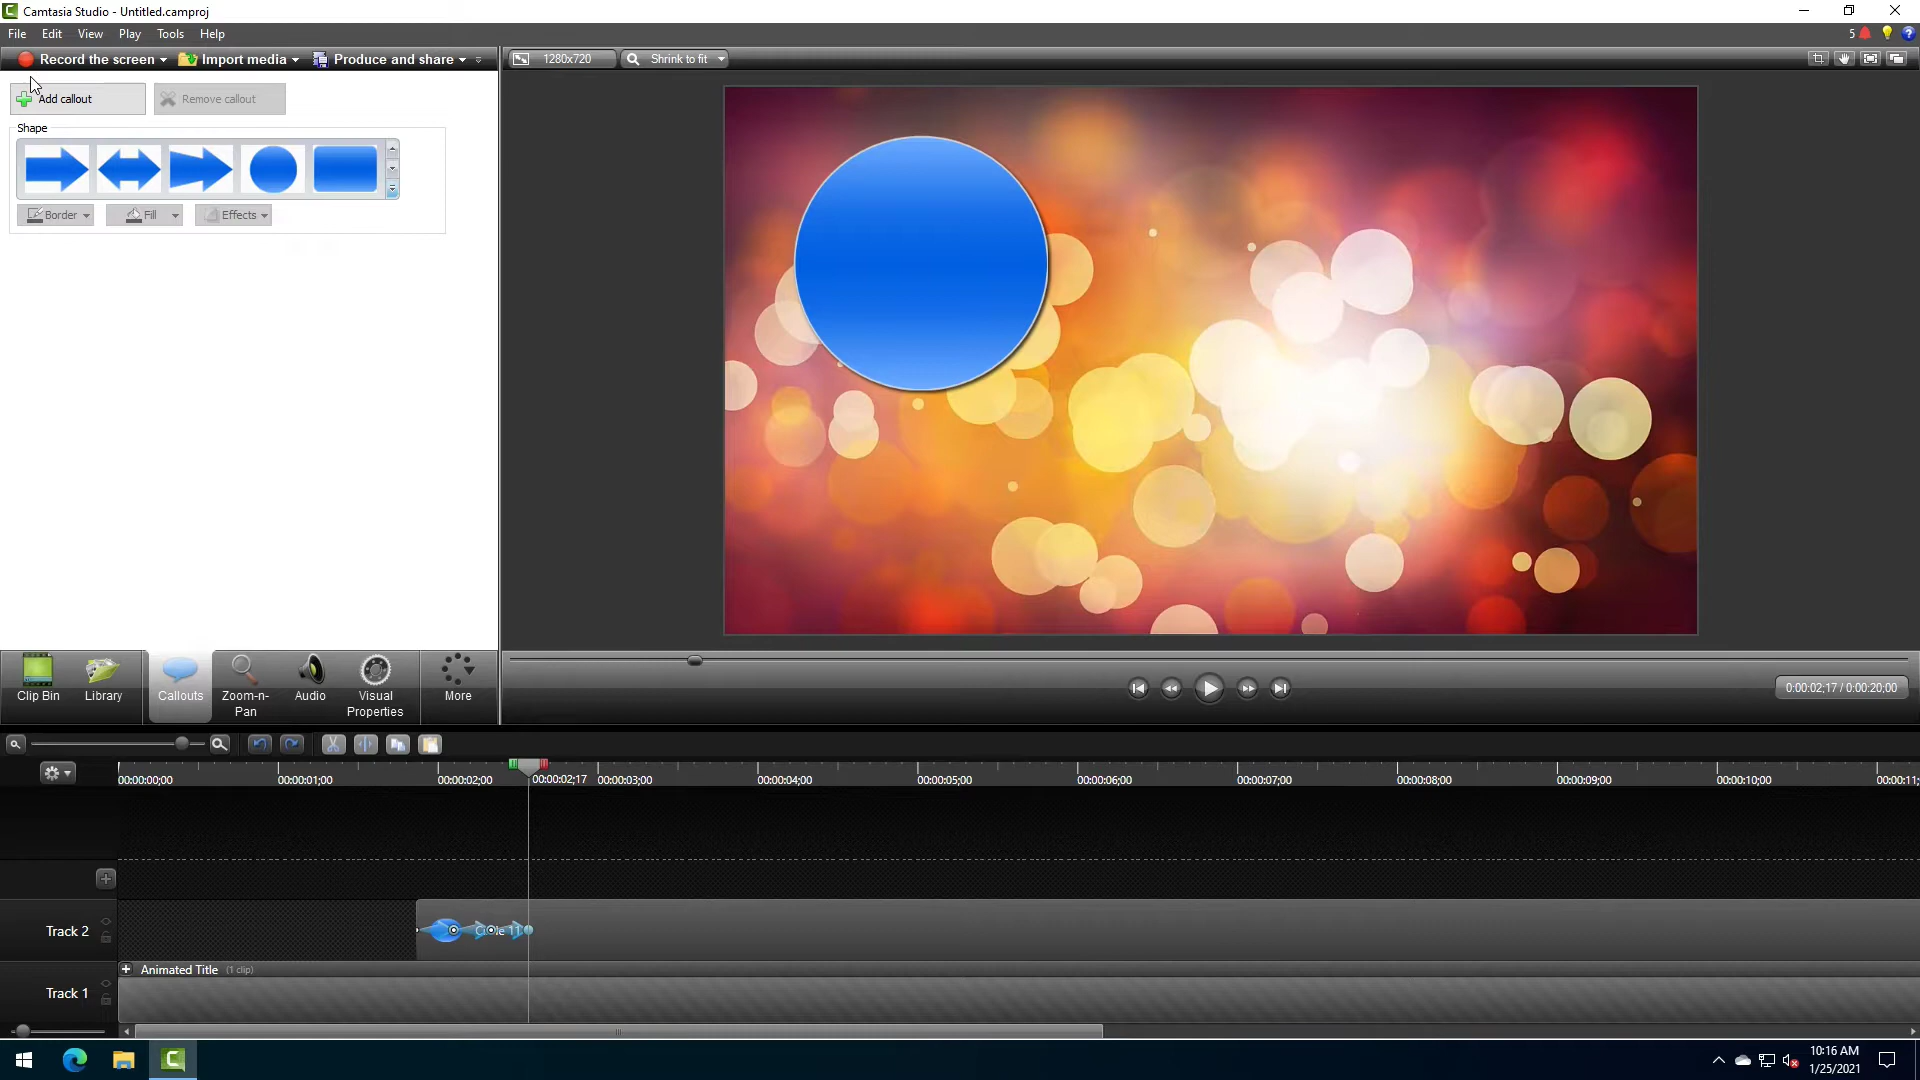 Camtasia Studio - Untitled.camproj
File Edit View Play Tools Help
5
Record the screen Import media Produce and share
1280x720 Shrink to fit
Add callout Remove callout
Shape
Border Fill Effects
Clip Bin Library Callouts Zoom-n-Pan Audio Visual Properties More
0:00:02;17 / 0:00:20;00
00:00:00;00 00:00:01;00 00:00:02;00 00:00:02;17 00:00:03;00 00:00:04;00 00:00:05;00 00:00:06;00 00:00:07;00 00:00:08;00 00:00:09;00 00:00:10;00 00:00:11;
Track 2 Circle 11
Animated Title (1 clip)
Track 1
10:16 AM
1/25/2021